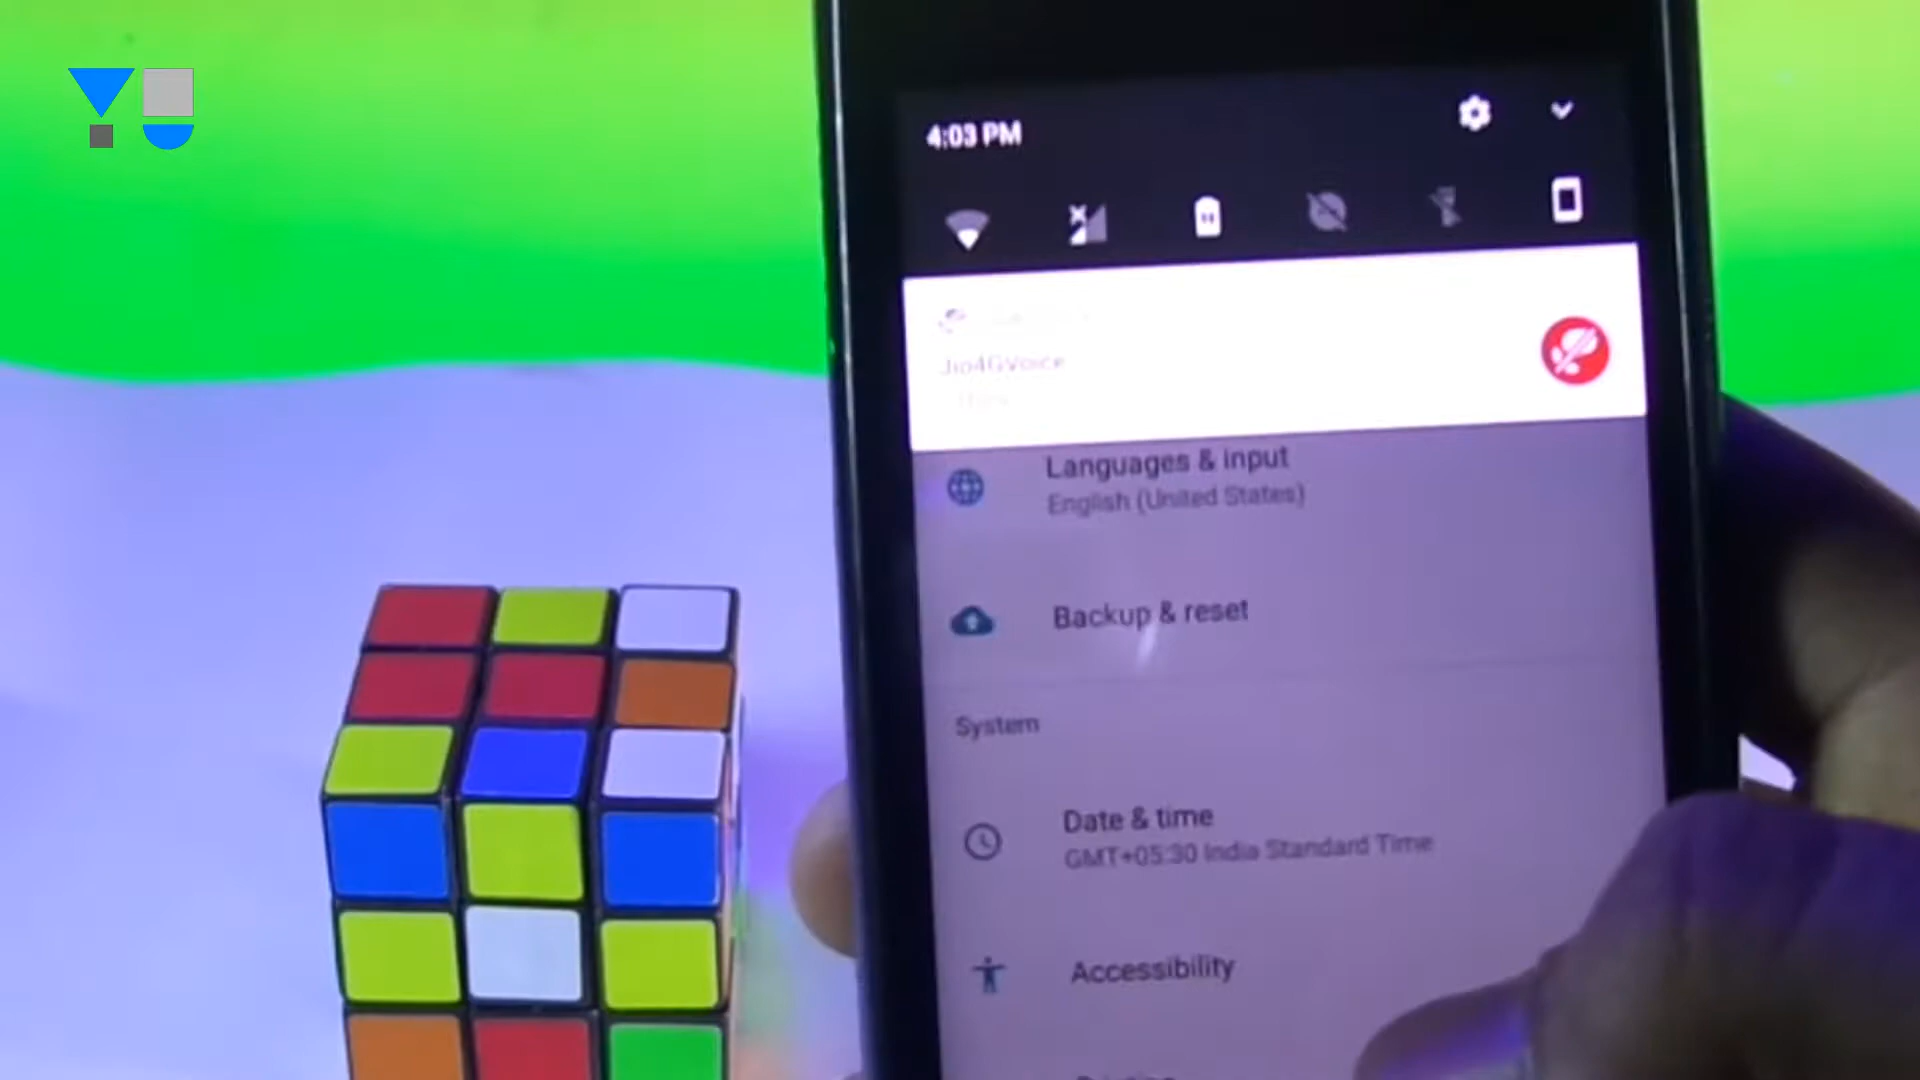 YU
4:03 PM
Jio4GVoice
Languages & input
English (United States)
Backup & reset
System
Date & time
GMT+05:30 India Standard Time
Accessibility